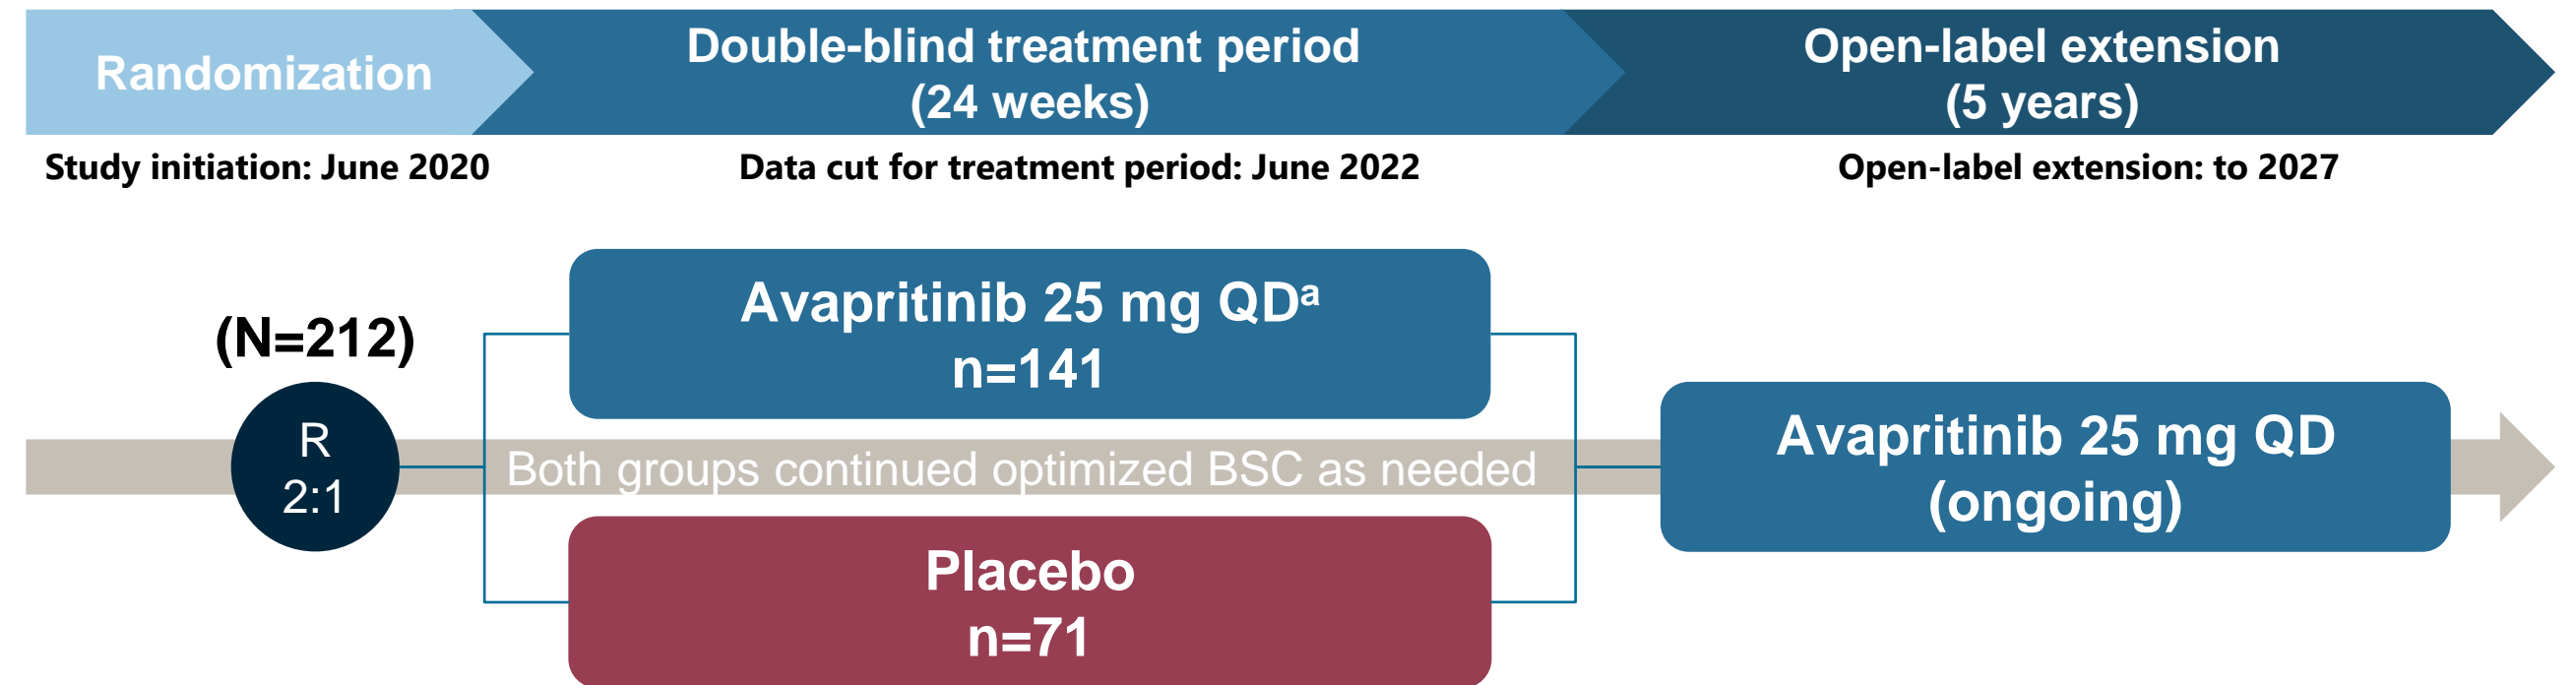 Randomization
Double-blind treatment period
(24 weeks)
Open-label extension
(5 years)
Study initiation: June 2020
Data cut for treatment period: June 2022
Open-label extension: to 2027
(N=212)
R
2:1
Avapritinib 25 mg QDᵃ
n=141
Both groups continued optimized BSC as needed
Placebo
n=71
Avapritinib 25 mg QD
(ongoing)